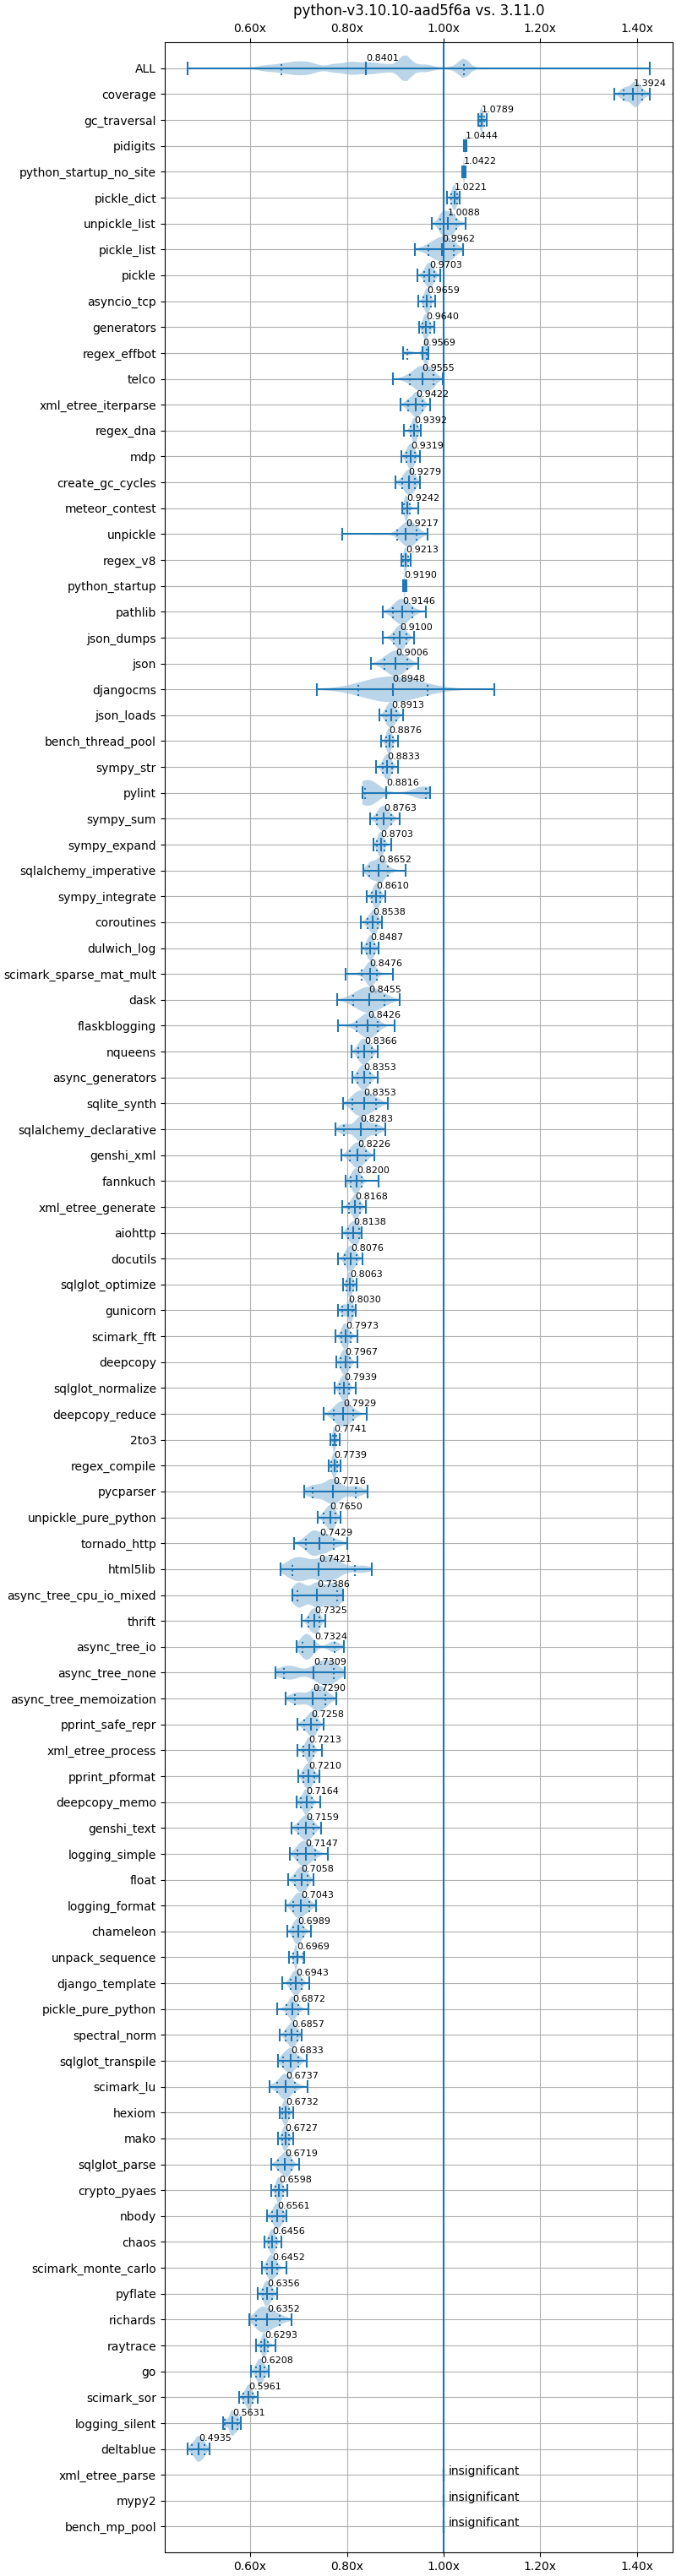 python-v3.10.10-aad5f6a vs. 3.11.0
0.60x 0.80x 1.00x 1.20x 1.40x
ALL 0.8401
coverage 1.3924
gc_traversal 1.0789
pidigits 1.0444
python_startup_no_site 1.0422
pickle_dict 1.0221
unpickle_list 1.0088
pickle_list 0.9962
pickle 0.9703
asyncio_tcp 0.9659
generators 0.9640
regex_effbot 0.9569
telco 0.9555
xml_etree_iterparse 0.9422
regex_dna 0.9392
mdp 0.9319
create_gc_cycles 0.9279
meteor_contest 0.9242
unpickle 0.9217
regex_v8 0.9213
python_startup 0.9190
pathlib 0.9146
json_dumps 0.9100
json 0.9006
djangocms 0.8948
json_loads 0.8913
bench_thread_pool 0.8876
sympy_str 0.8833
pylint 0.8816
sympy_sum 0.8763
sympy_expand 0.8703
sqlalchemy_imperative 0.8652
sympy_integrate 0.8610
coroutines 0.8538
dulwich_log 0.8487
scimark_sparse_mat_mult 0.8476
dask 0.8455
flaskblogging 0.8426
nqueens 0.8366
async_generators 0.8353
sqlite_synth 0.8353
sqlalchemy_declarative 0.8283
genshi_xml 0.8226
fannkuch 0.8200
xml_etree_generate 0.8168
aiohttp 0.8138
docutils 0.8076
sqlglot_optimize 0.8063
gunicorn 0.8030
scimark_fft 0.7973
deepcopy 0.7967
sqlglot_normalize 0.7939
deepcopy_reduce 0.7929
2to3 0.7741
regex_compile 0.7739
pycparser 0.7716
unpickle_pure_python 0.7650
tornado_http 0.7429
html5lib 0.7421
async_tree_cpu_io_mixed 0.7386
thrift 0.7325
async_tree_io 0.7324
async_tree_none 0.7309
async_tree_memoization 0.7290
pprint_safe_repr 0.7258
xml_etree_process 0.7213
pprint_pformat 0.7210
deepcopy_memo 0.7164
genshi_text 0.7159
logging_simple 0.7147
float 0.7058
logging_format 0.7043
chameleon 0.6989
unpack_sequence 0.6969
django_template 0.6943
pickle_pure_python 0.6872
spectral_norm 0.6857
sqlglot_transpile 0.6833
scimark_lu 0.6737
hexiom 0.6732
mako 0.6727
sqlglot_parse 0.6719
crypto_pyaes 0.6598
nbody 0.6561
chaos 0.6456
scimark_monte_carlo 0.6452
pyflate 0.6356
richards 0.6352
raytrace 0.6293
go 0.6208
scimark_sor 0.5961
logging_silent 0.5631
deltablue 0.4935
xml_etree_parse insignificant
mypy2 insignificant
bench_mp_pool insignificant
0.60x 0.80x 1.00x 1.20x 1.40x